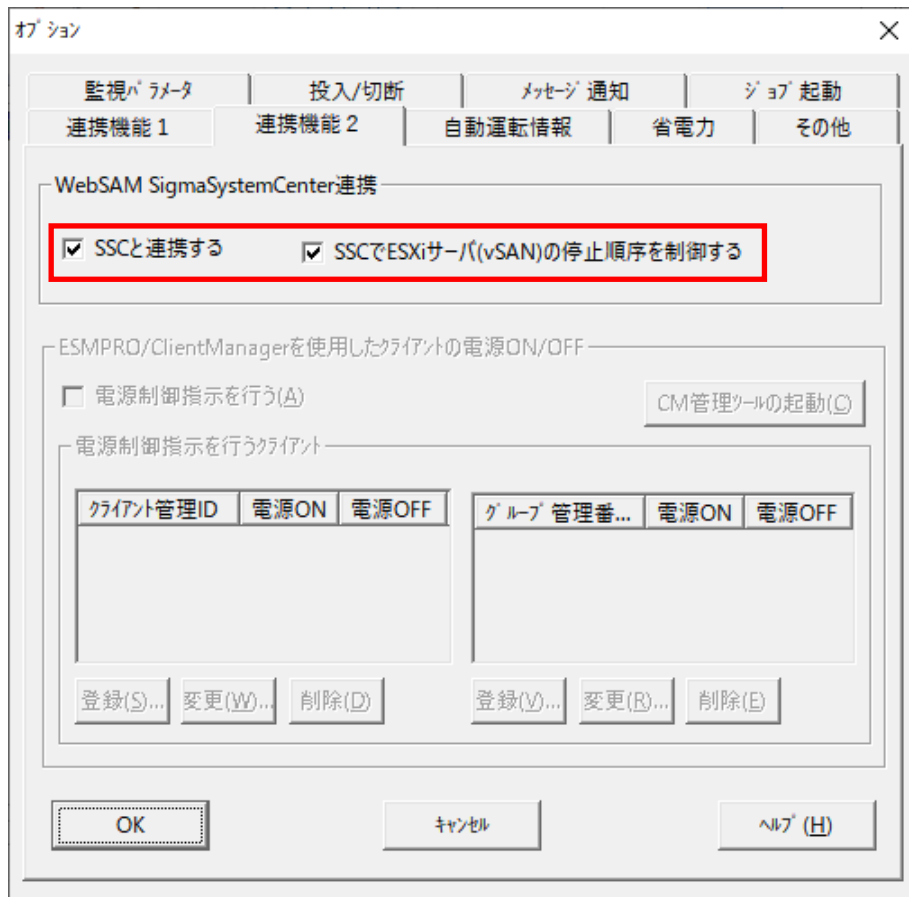 オプション
監視パラメータ 投入/切断 メッセージ通知 ジョブ起動
連携機能1 連携機能2 自動運転情報 省電力 その他
WebSAM SigmaSystemCenter連携
SSCと連携する SSCでESXiサーバ(vSAN)の停止順序を制御する
ESMPRO/ClientManagerを使用したクライアントの電源ON/OFF
電源制御指示を行う(A) CM管理ツールの起動(C)
電源制御指示を行うクライアント
クライアント管理ID 電源ON 電源OFF グループ管理番... 電源ON 電源OFF
登録(S)... 変更(W)... 削除(D) 登録(V)... 変更(R)... 削除(E)
OK キャンセル ヘルプ(H)